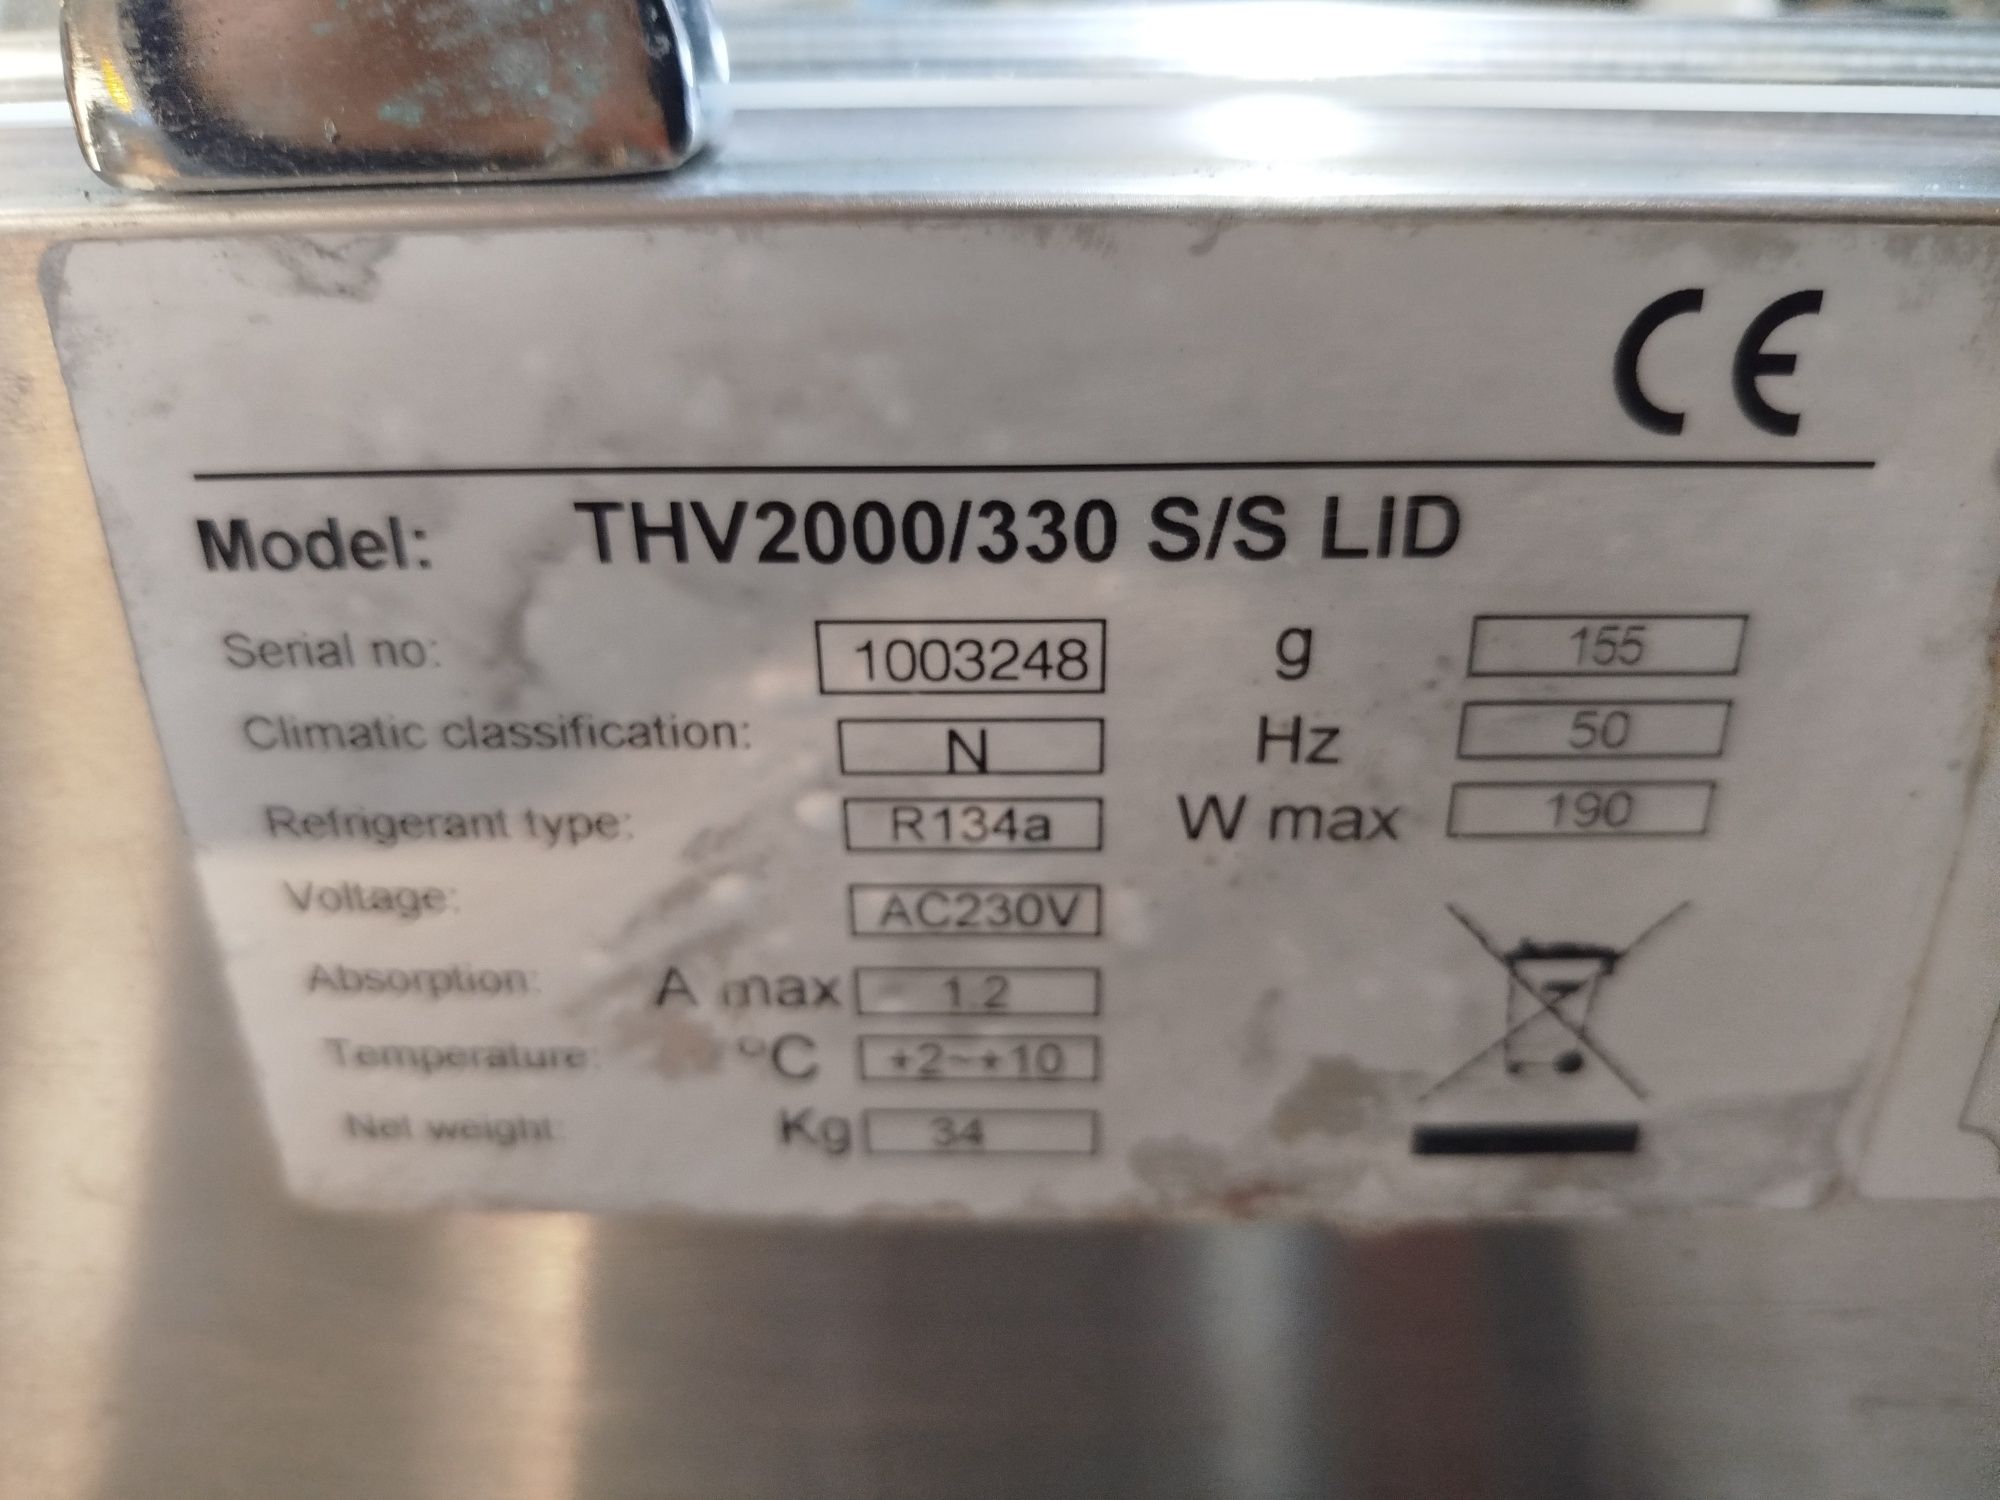 CE
Model: THV2000/330 S/S LID
Serial no: 1003248 g 155
Climatic classification: N Hz 50
Refrigerant type: R134a W max 190
Voltage: AC230V
Absorption: A max 1.2
Temperature: °C +2~+10
Net weight: Kg 34